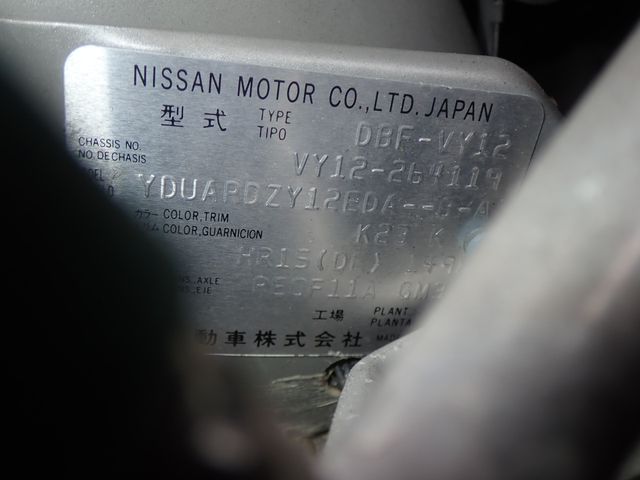 NISSAN MOTOR CO.,LTD. JAPAN
型式 TYPE TIPO DBF-VY12
CHASSIS NO. NO. DE CHASIS VY12-264119
YDUARDZY12EDA--
カラー COLOR,TRIM
COLOR,GUARNICION K23 K
HR15(DE) 149
AXLE
EJE
工場 PLANT PLANTA
動車株式会社